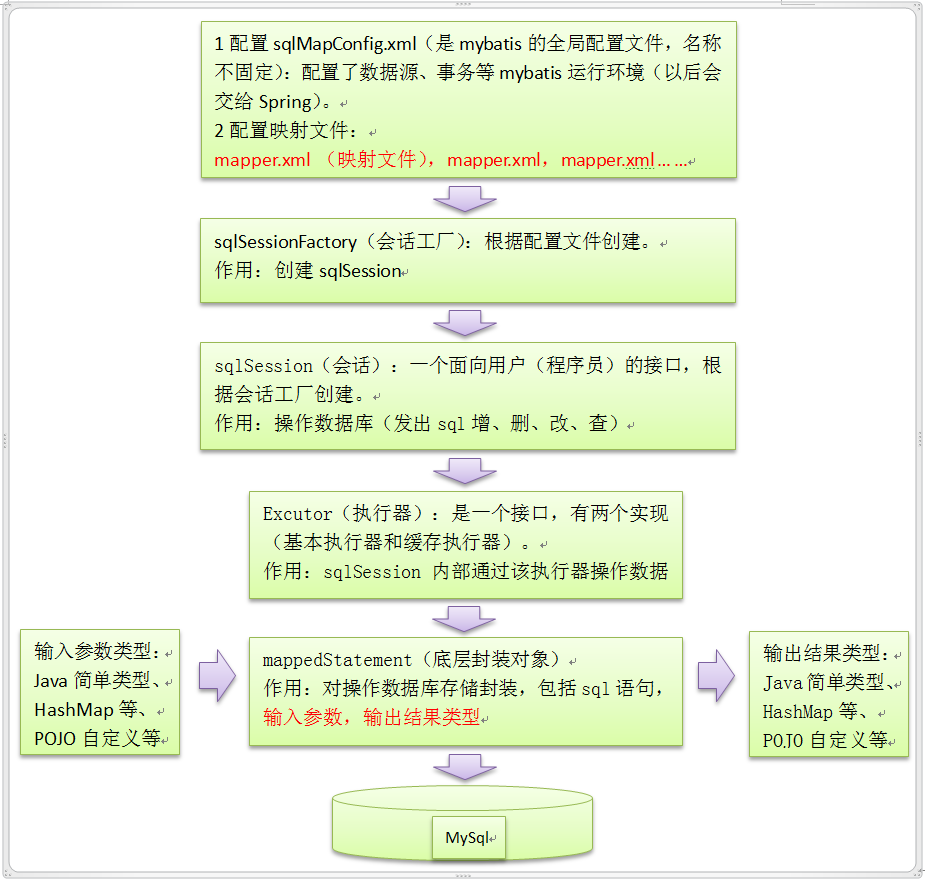 1 配置 sqlMapConfig.xml（是 mybatis 的全局配置文件，名称
不固定）：配置了数据源、事务等 mybatis 运行环境（以后会
交给 Spring）。
2 配置映射文件：
mapper.xml （映射文件），mapper.xml，mapper.xml… …
sqlSessionFactory（会话工厂）：根据配置文件创建。
作用：创建 sqlSession
sqlSession（会话）：一个面向用户（程序员）的接口，根
据会话工厂创建。
作用：操作数据库（发出 sql 增、删、改、查）
Excutor（执行器）：是一个接口，有两个实现
（基本执行器和缓存执行器）。
作用：sqlSession 内部通过该执行器操作数据
输入参数类型：
Java 简单类型、
HashMap 等、
POJO 自定义等
mappedStatement（底层封装对象）
作用：对操作数据库存储封装，包括 sql 语句，
输入参数，输出结果类型
输出结果类型：
Java 简单类型、
HashMap 等、
POJO 自定义等
MySql